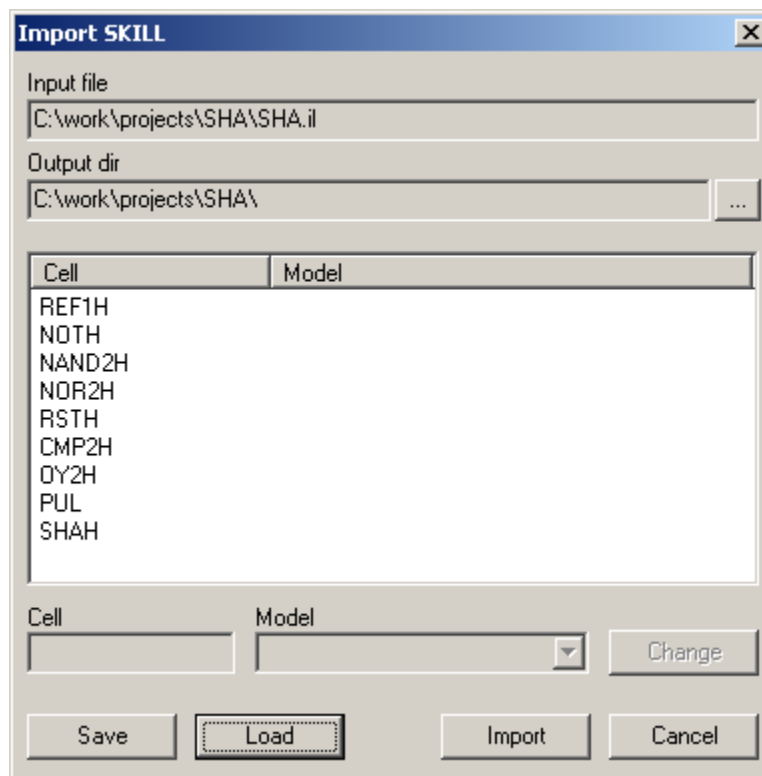 Import SKILL
Input file
C:\work\projects\SHA\SHA.il
Output dir
C:\work\projects\SHA\
...
Cell Model
REF1H
NOTH
NAND2H
NOR2H
RSTH
CMP2H
OY2H
PUL
SHAH
Cell Model
Change
Save Load Import Cancel